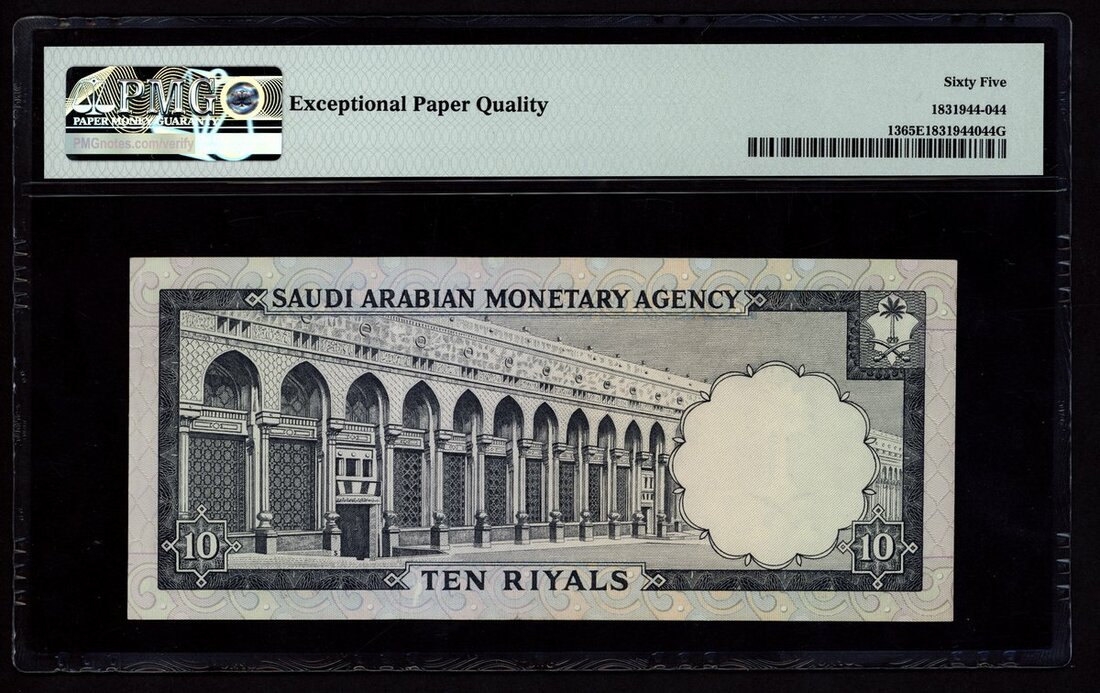 PMG
PAPER MONEY GUARANTY
PMGnotes.com/verify
Exceptional Paper Quality
Sixty Five
1831944-044
1365E1831944044G
SAUDI ARABIAN MONETARY AGENCY
10
10
TEN RIYALS